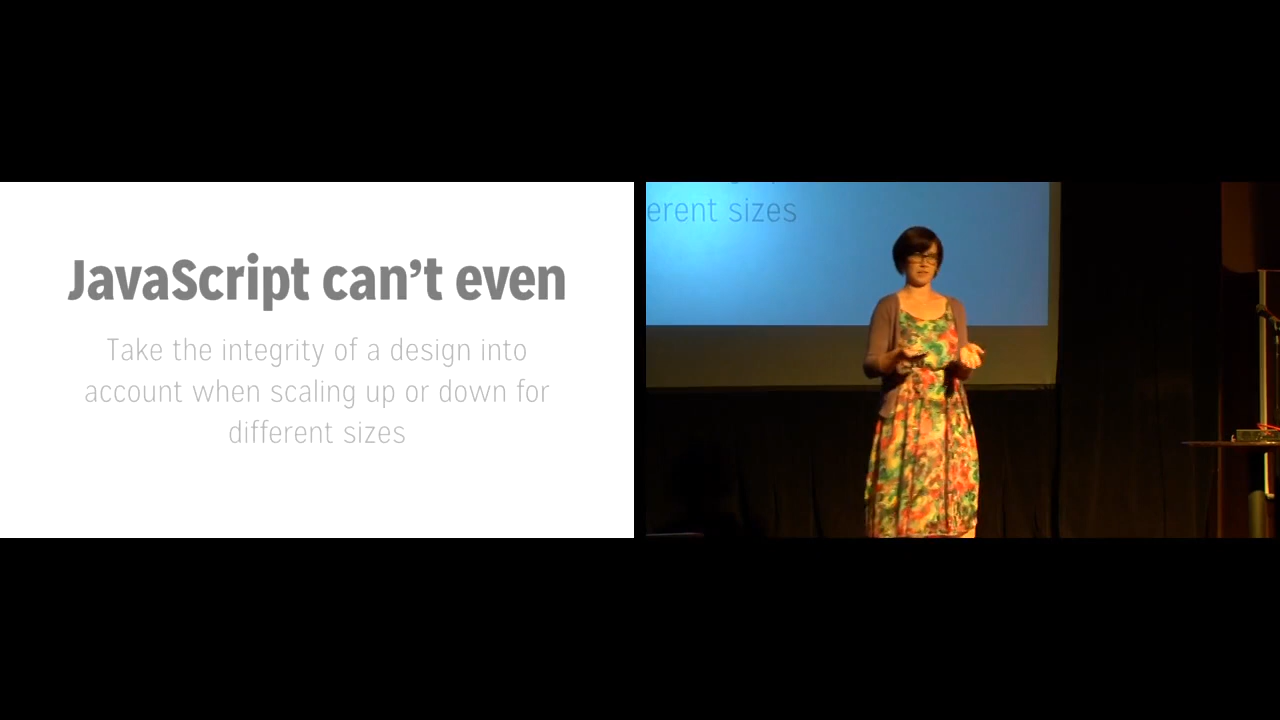 JavaScript can’t even
Take the integrity of a design into
account when scaling up or down for
different sizes
erent sizes